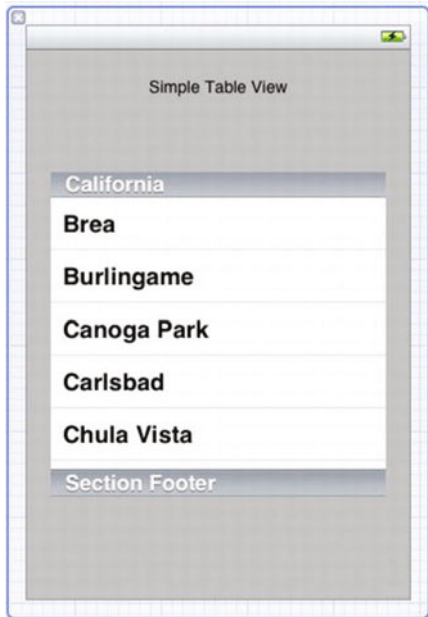 Simple Table View
California
Brea
Burlingame
Canoga Park
Carlsbad
Chula Vista
Section Footer